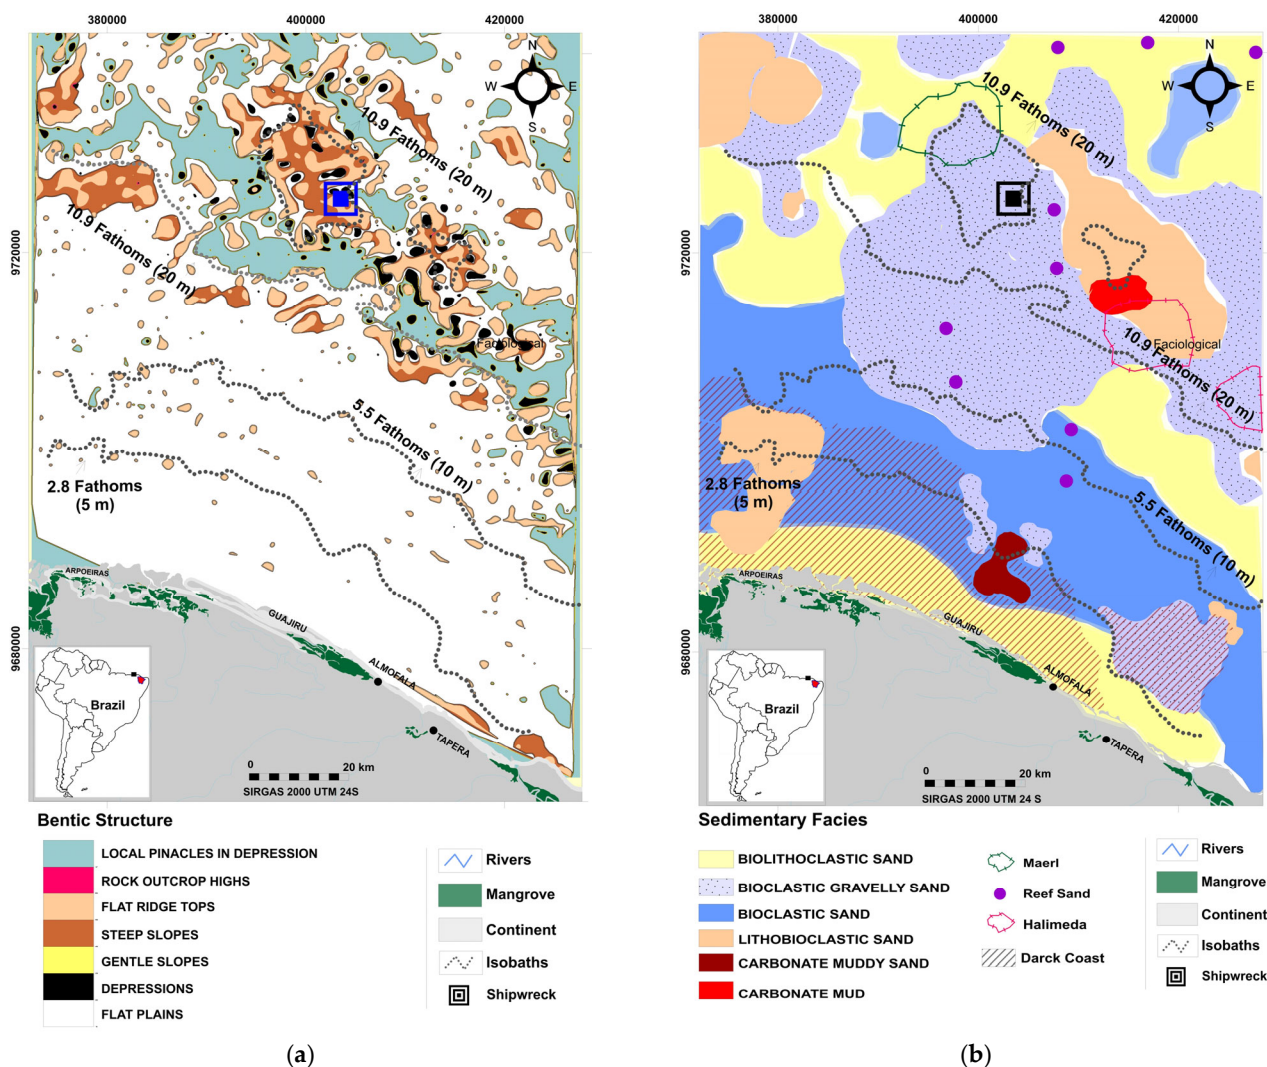 380000
400000
420000
N
W
E
S
10.9 Fathoms (20 m)
10.9 Fathoms (20 m)
9720000
Faciological
5.5 Fathoms (10 m)
2.8 Fathoms
(5 m)
ARPOEIRAS
GUAJIRU
ALMOFALA
9680000
TAPERA
Brazil
0
20 km
SIRGAS 2000 UTM 24S
Bentic Structure
LOCAL PINACLES IN DEPRESSION
ROCK OUTCROP HIGHS
FLAT RIDGE TOPS
STEEP SLOPES
GENTLE SLOPES
DEPRESSIONS
FLAT PLAINS
Rivers
Mangrove
Continent
Isobaths
Shipwreck
(a)
380000
400000
420000
N
W
E
S
10.9 Fathoms (20 m)
9720000
10.9 Fathoms (20 m)
Faciological
2.8 Fathoms
(5 m)
5.5 Fathoms (10 m)
ARPOEIRAS
GUAJIRU
ALMOFALA
9680000
TAPERA
Brazil
0
20 km
SIRGAS 2000 UTM 24 S
Sedimentary Facies
BIOLITHOCLASTIC SAND
BIOCLASTIC GRAVELLY SAND
BIOCLASTIC SAND
LITHOBIOCLASTIC SAND
CARBONATE MUDDY SAND
CARBONATE MUD
Maerl
Reef Sand
Halimeda
Darck Coast
Rivers
Mangrove
Continent
Isobaths
Shipwreck
(b)